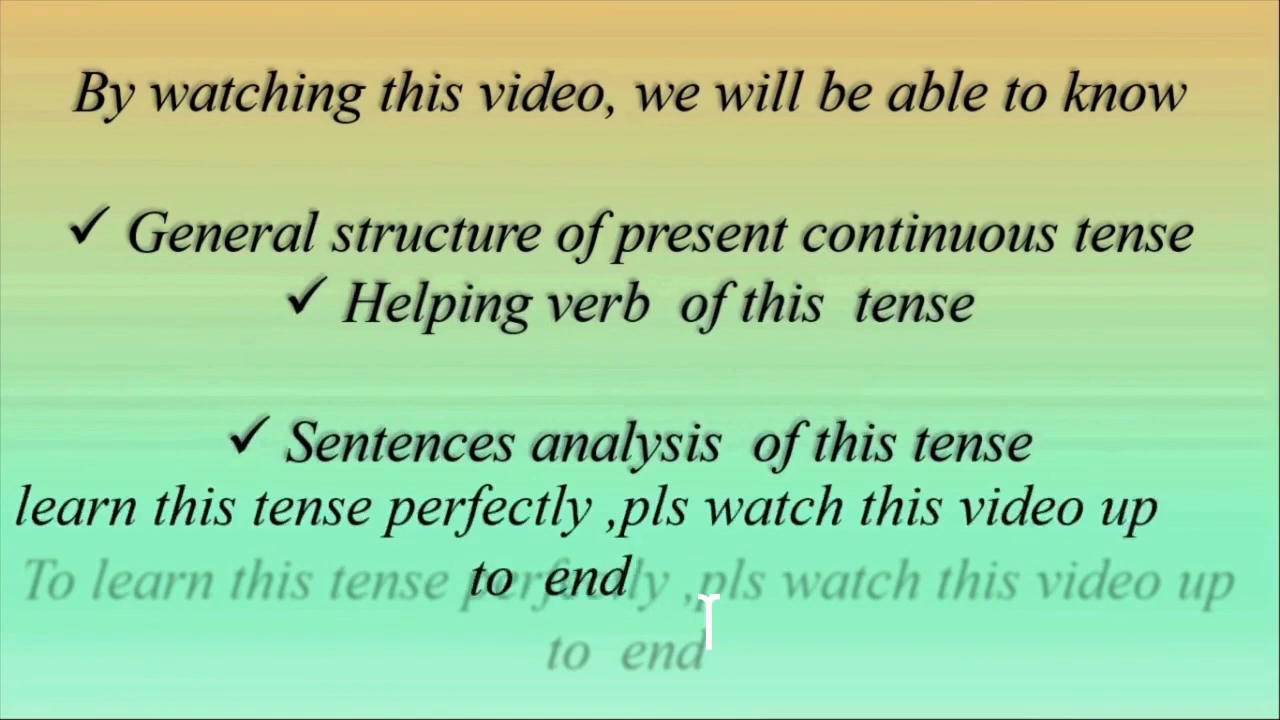 By watching this video, we will be able to know
✓ General structure of present continuous tense
✓ Helping verb of this tense
✓ Sentences analysis of this tense
learn this tense perfectly ,pls watch this video up
to end
To learn this tense perfectly ,pls watch this video up
to end